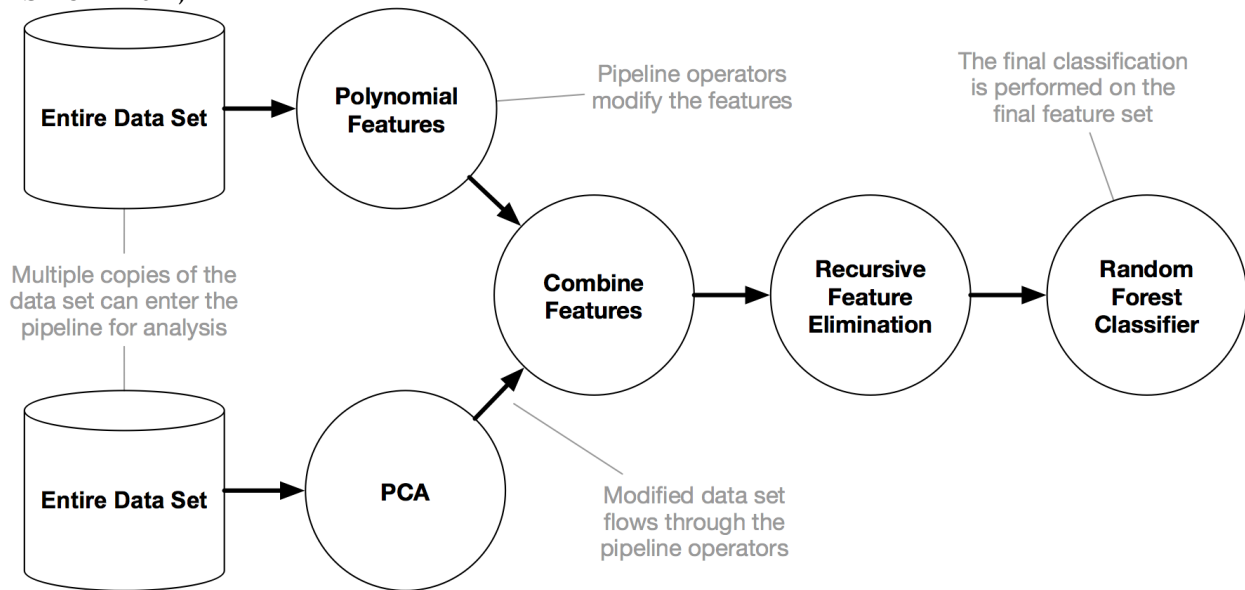 Entire Data Set
Polynomial
Features
Pipeline operators
modify the features
The final classification
is performed on the
final feature set
Multiple copies of the
data set can enter the
pipeline for analysis
Combine
Features
Recursive
Feature
Elimination
Random
Forest
Classifier
Entire Data Set
PCA
Modified data set
flows through the
pipeline operators